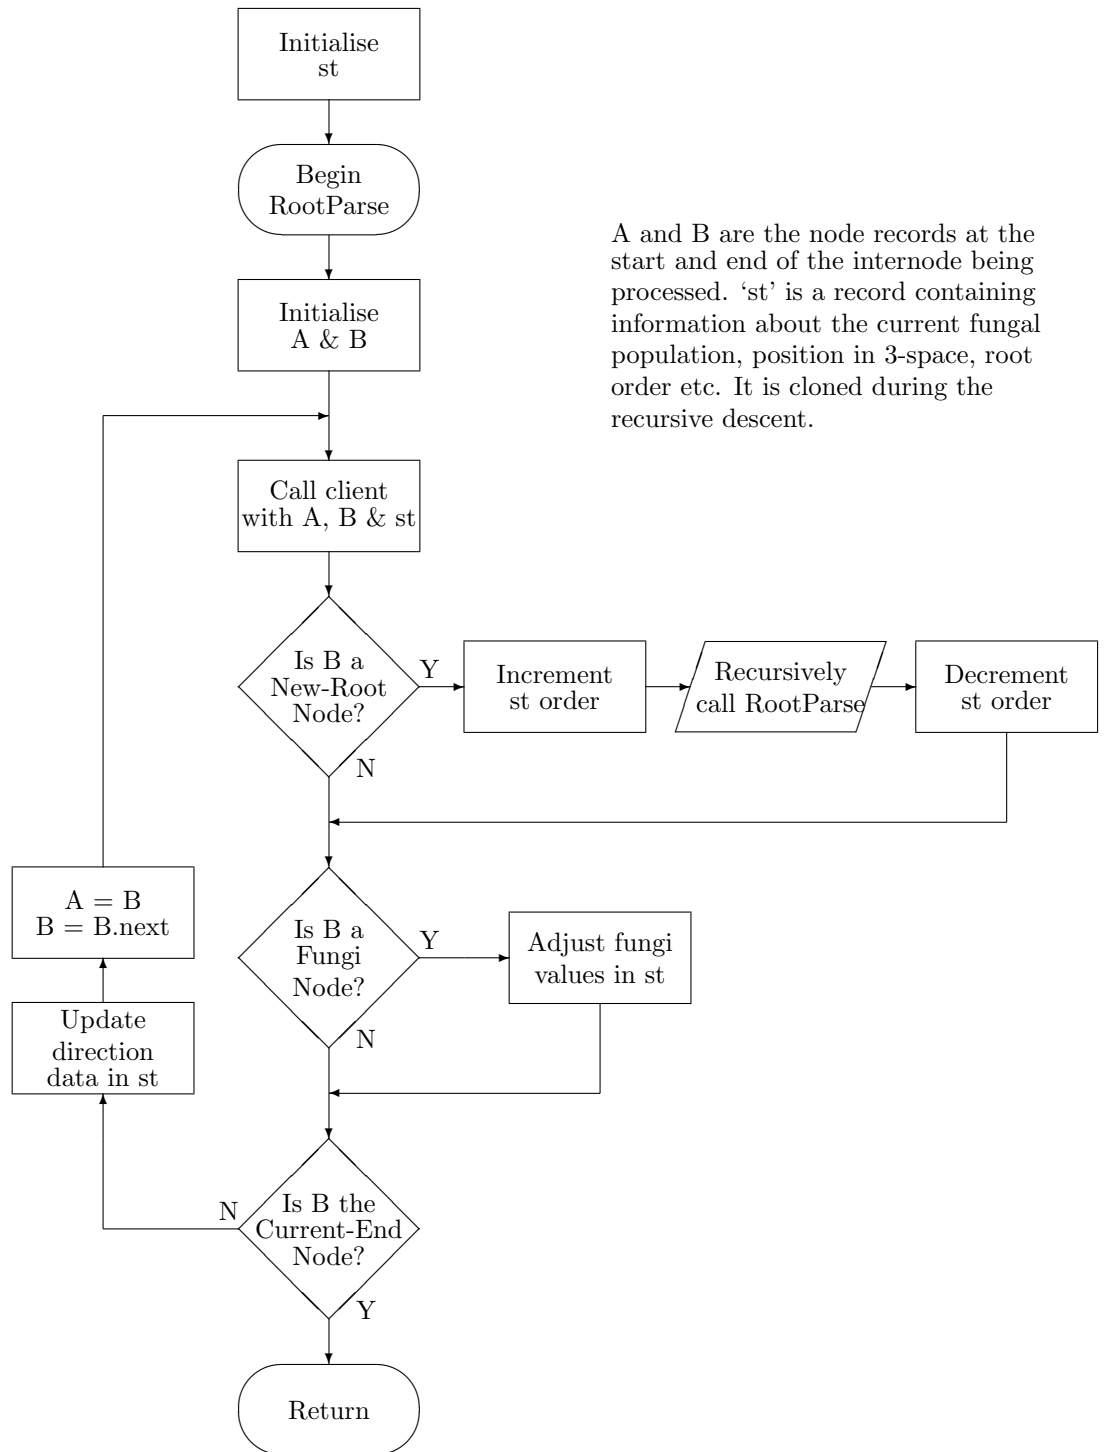 Initialise
st
Begin
RootParse
A and B are the node records at the
start and end of the internode being
processed. ‘st’ is a record containing
information about the current fungal
population, position in 3-space, root
order etc. It is cloned during the
recursive descent.
Initialise
A & B
Call client
with A, B & st
Is B a
New-Root
Node?
Y
N
Increment
st order
Recursively
call RootParse
Decrement
st order
A = B
B = B.next
Is B a
Fungi
Node?
Y
N
Adjust fungi
values in st
Update
direction
data in st
Is B the
Current-End
Node?
N
Y
Return